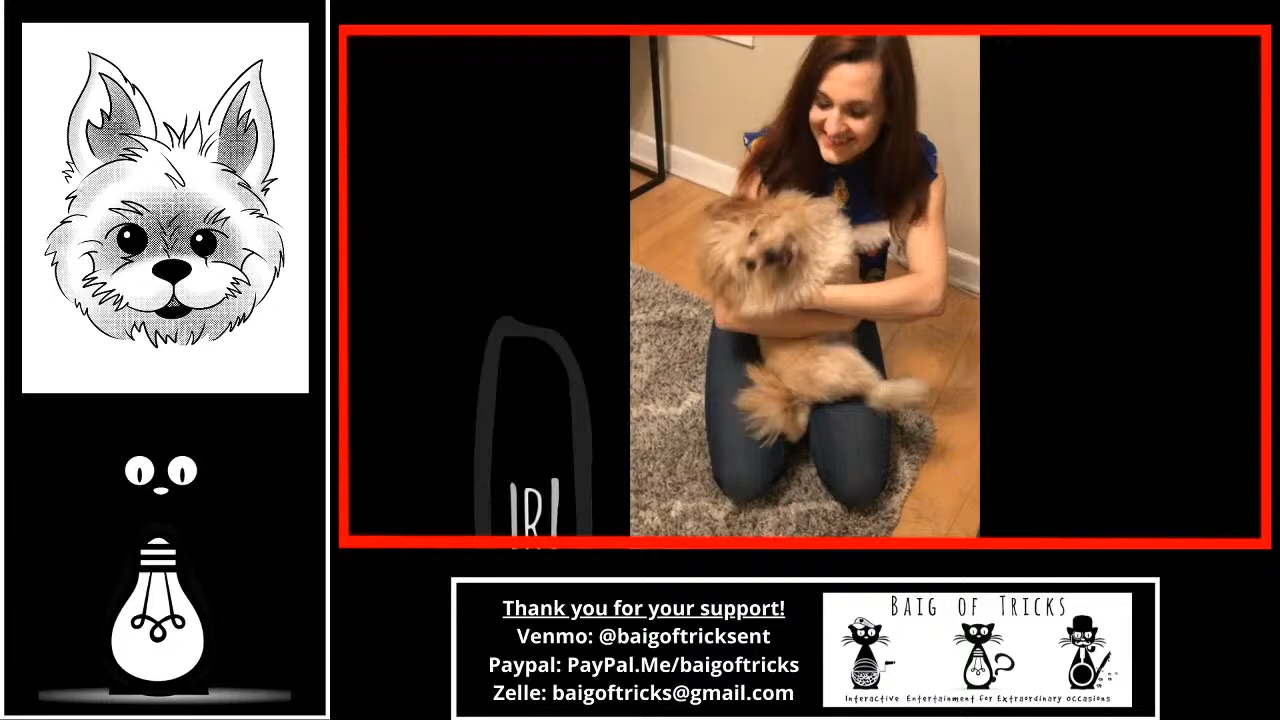 Thank you for your support!
Venmo: @baigoftricksent
Paypal: PayPal.Me/baigoftricks
Zelle: baigoftricks@gmail.com
BAIG OF TRICKS
Interactive Entertainment for Extraordinary occasions